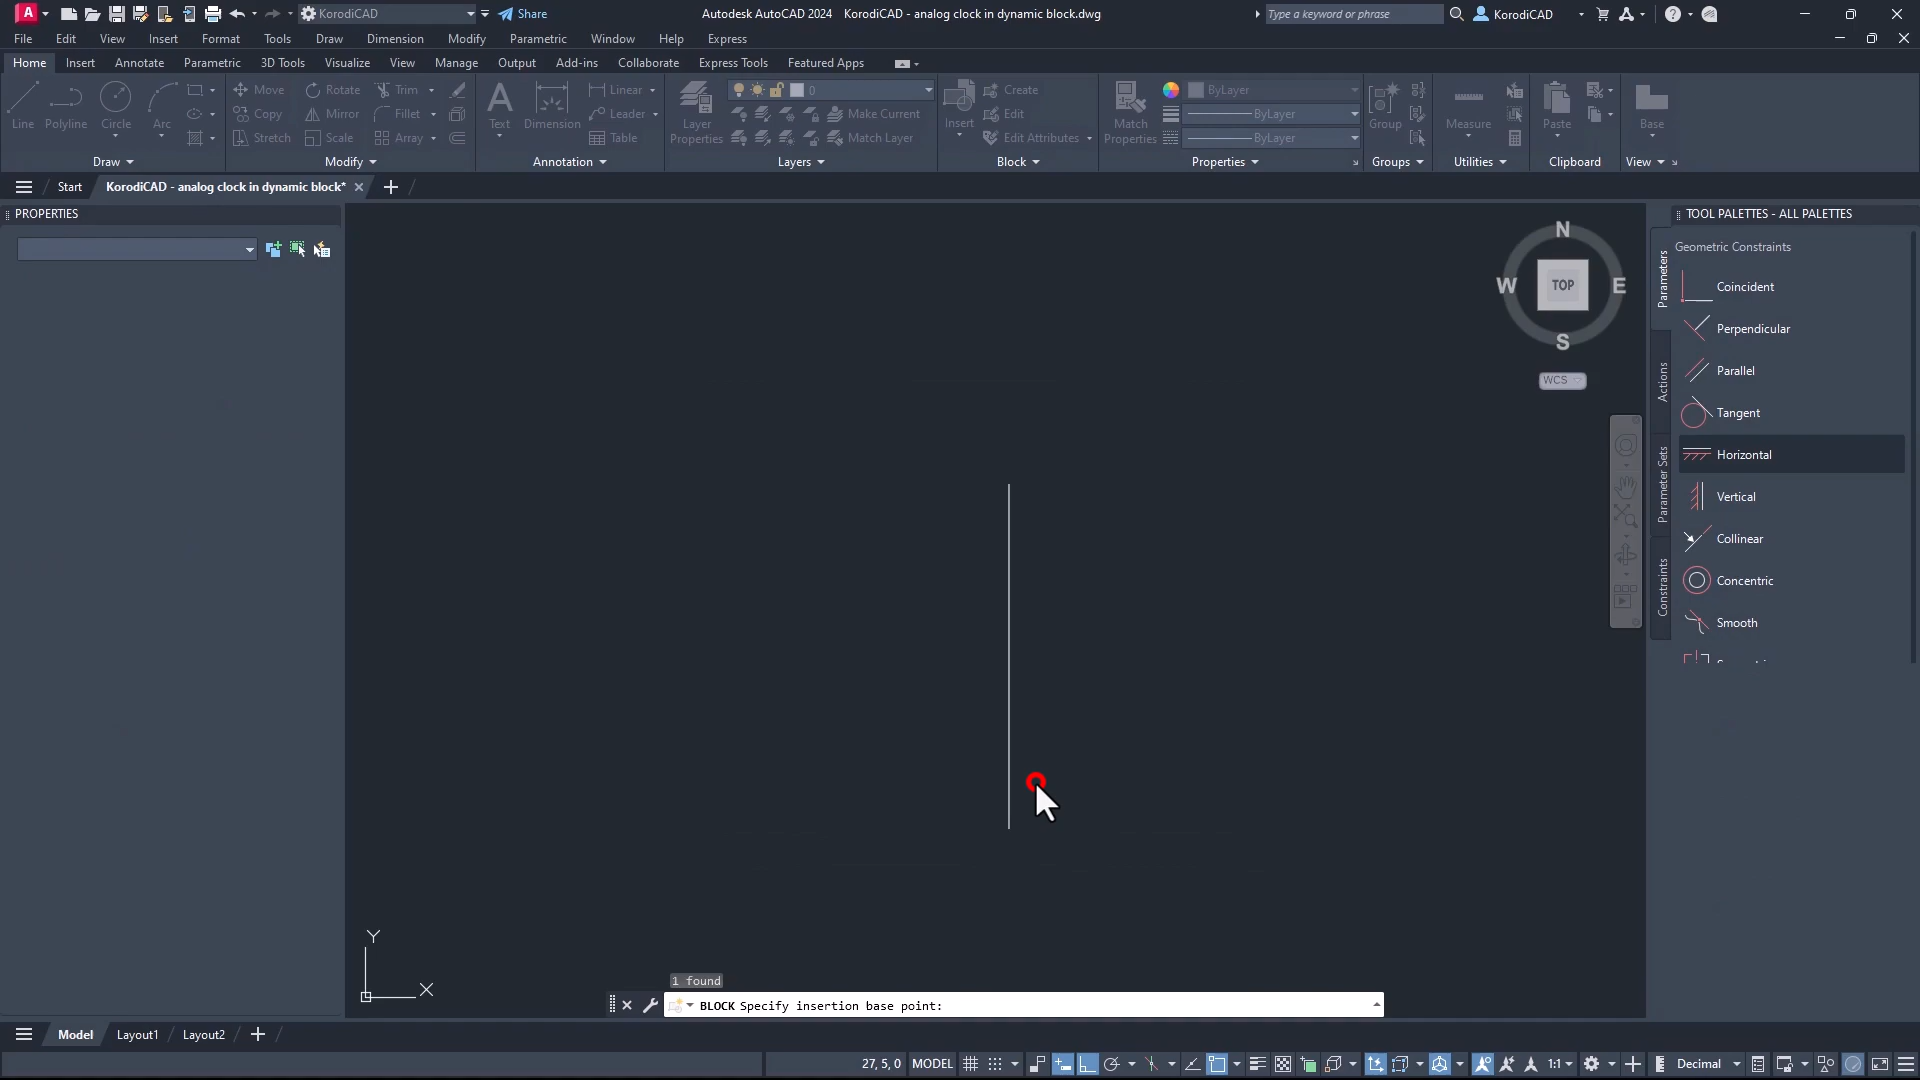 KorodiCAD
Share
Autodesk AutoCAD 2024 KorodiCAD - analog clock in dynamic block.dwg
Type a keyword or phrase
KorodiCAD
File Edit View Insert Format Tools Draw Dimension Modify Parametric Window Help Express
Home Insert Annotate Parametric 3D Tools Visualize View Manage Output Add-ins Collaborate Express Tools Featured Apps
Line Polyline Circle Arc
Move Rotate Trim
Copy Mirror Fillet
Stretch Scale Array
Text Dimension
Linear
Leader
Table
Layer Properties
0
Make Current
Match Layer
Insert
Create
Edit
Edit Attributes
Match Properties
ByLayer
ByLayer
ByLayer
Group
Measure
Paste
Base
Draw Modify Annotation Layers Block Properties Groups Utilities Clipboard View
Start KorodiCAD - analog clock in dynamic block*
PROPERTIES
TOOL PALETTES - ALL PALETTES
Parameters
Actions
Parameter Sets
Constraints
Geometric Constraints
Coincident
Perpendicular
Parallel
Tangent
Horizontal
Vertical
Collinear
Concentric
Smooth
N
W TOP E
S
WCS
Y
X
1 found
BLOCK Specify insertion base point:
Model Layout1 Layout2
27, 5, 0 MODEL 1:1 Decimal